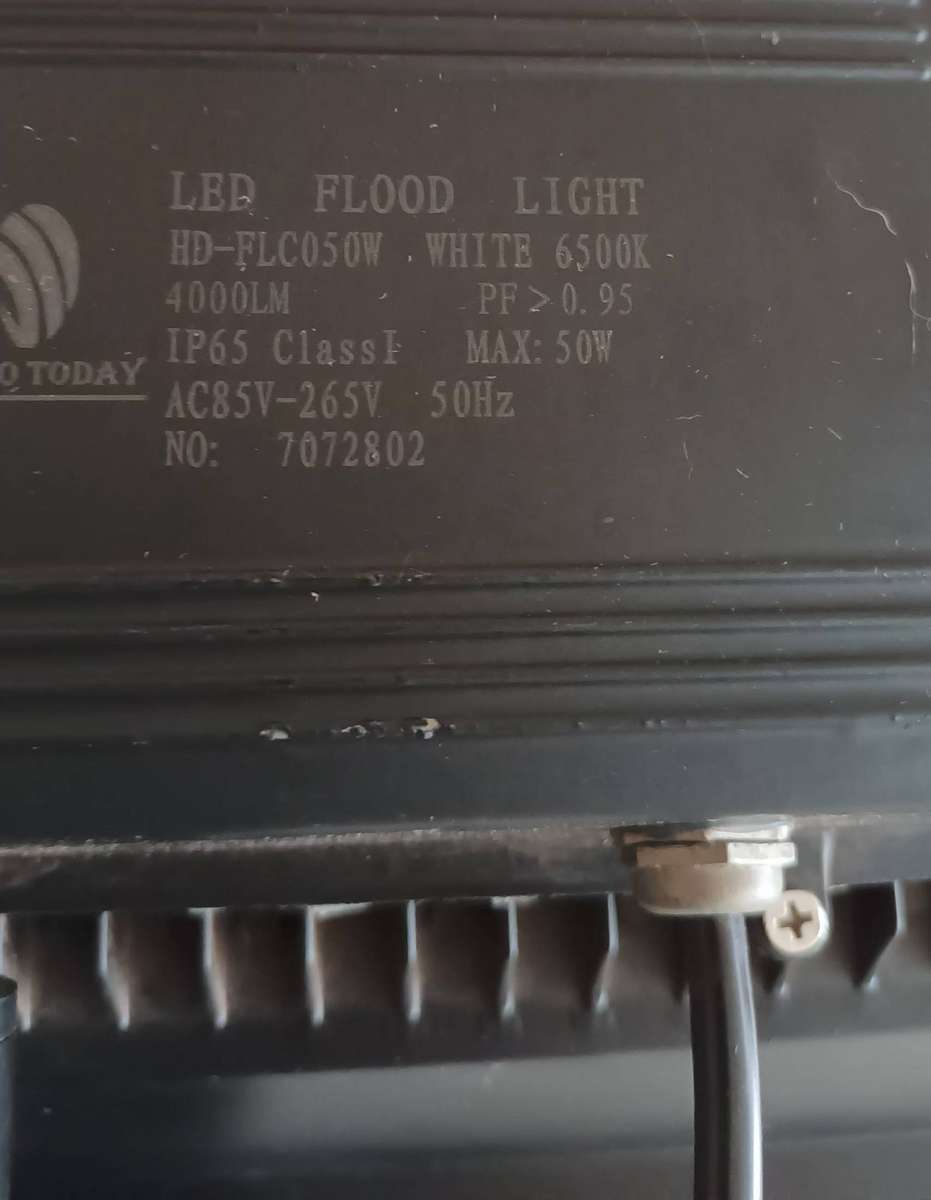 LED FLOOD LIGHT
HD-FLC050W WHITE 6500K
4000LM PF > 0.95
IP65 ClassI MAX: 50W
O TODAY
AC85V-265V 50Hz
NO: 7072802